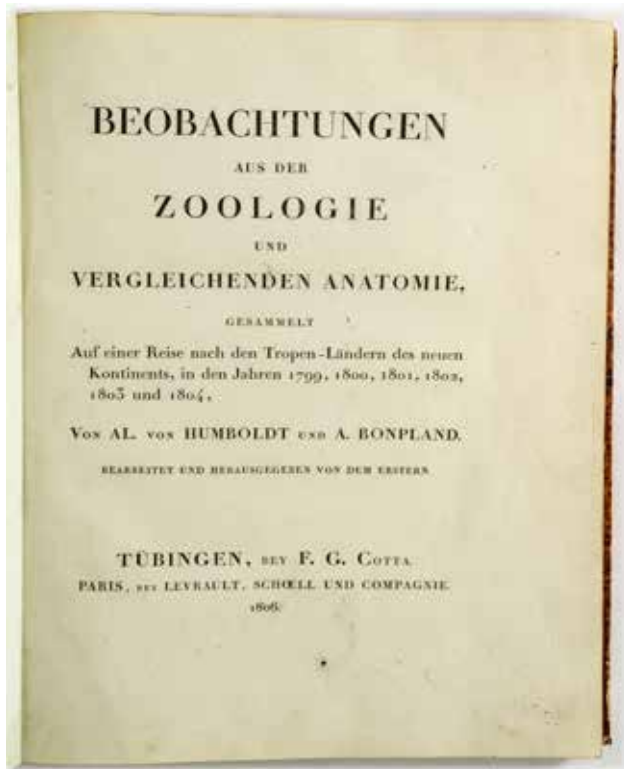 BEOBACHTUNGEN
AUS DER
ZOOLOGIE
UND
VERGLEICHENDEN ANATOMIE,
GESAMMELT
Auf einer Reise nach den Tropen-Ländern des neuen
Kontinents, in den Jahren 1799, 1800, 1801, 1802,
1803 und 1804,
VON AL. VON HUMBOLDT UND A. BONPLAND.
BEARBEITET UND HERAUSGEGEBEN VON DEM ERSTERN
TÜBINGEN, BEY F. G. COTTA.
PARIS, BEY LEVRAULT, SCHŒLL UND COMPAGNIE.
1806.